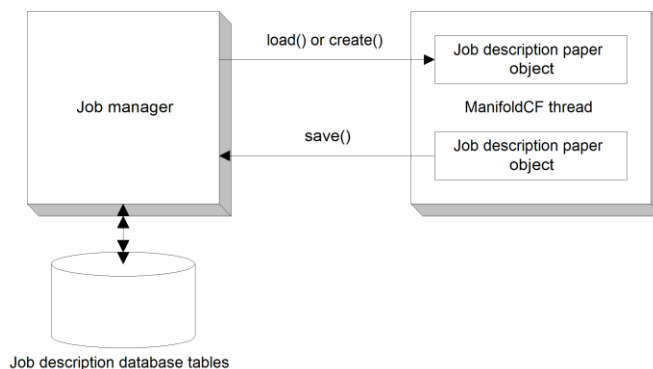 load() or create()
Job description paper
object
Job manager
ManifoldCF thread
save()
Job description paper
object
Job description database tables